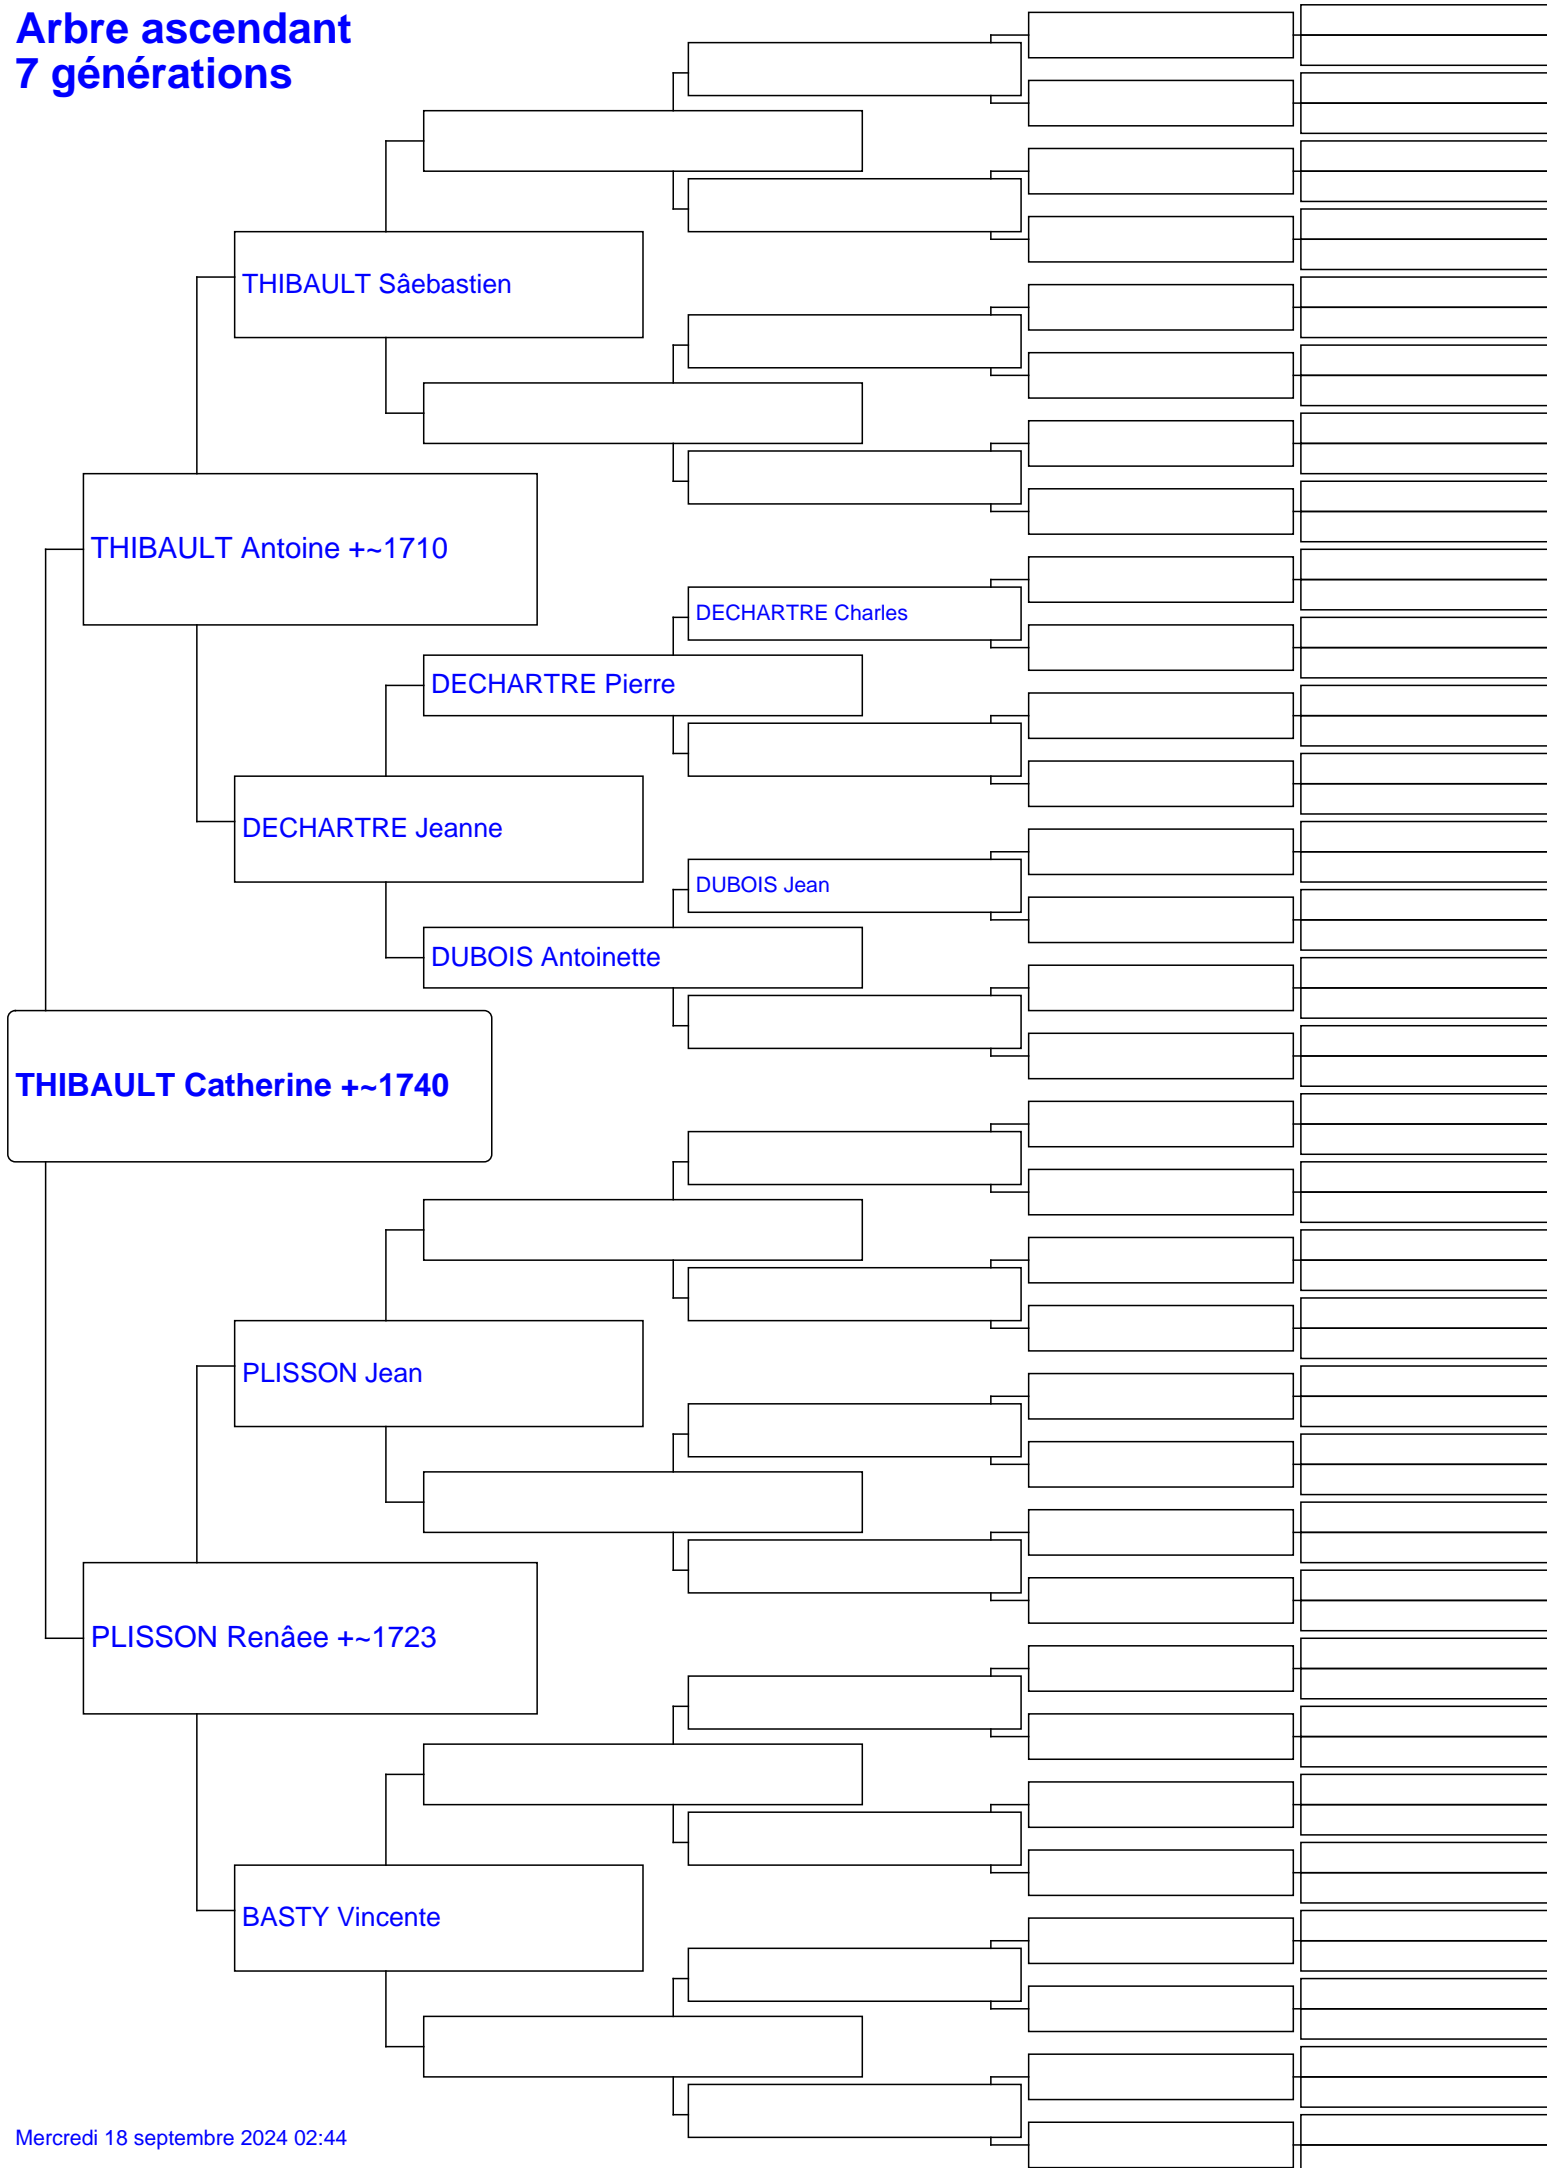 Arbre ascendant
7 générations
THIBAULT Sâebastien
THIBAULT Antoine +~1710
DECHARTRE Charles
DECHARTRE Pierre
DECHARTRE Jeanne
DUBOIS Jean
DUBOIS Antoinette
THIBAULT Catherine +~1740
PLISSON Jean
PLISSON Renâee +~1723
BASTY Vincente
Mercredi 18 septembre 2024 02:44